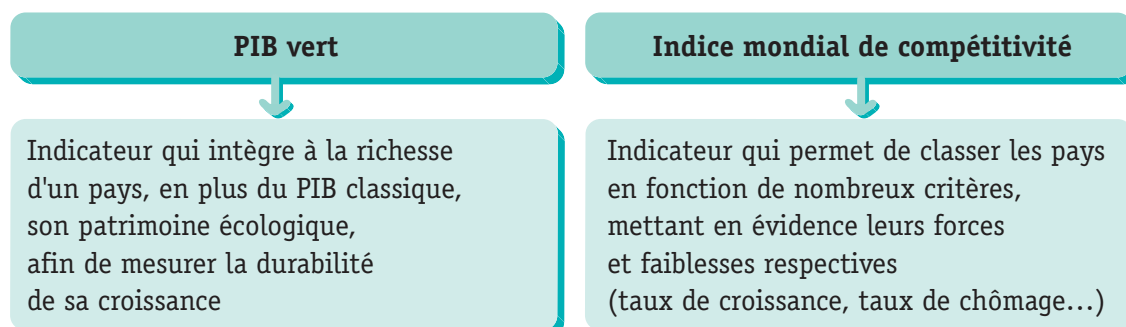 PIB vert
Indicateur qui intègre à la richesse
d'un pays, en plus du PIB classique,
son patrimoine écologique,
afin de mesurer la durabilité
de sa croissance
Indice mondial de compétitivité
Indicateur qui permet de classer les pays
en fonction de nombreux critères,
mettant en évidence leurs forces
et faiblesses respectives
(taux de croissance, taux de chômage…)